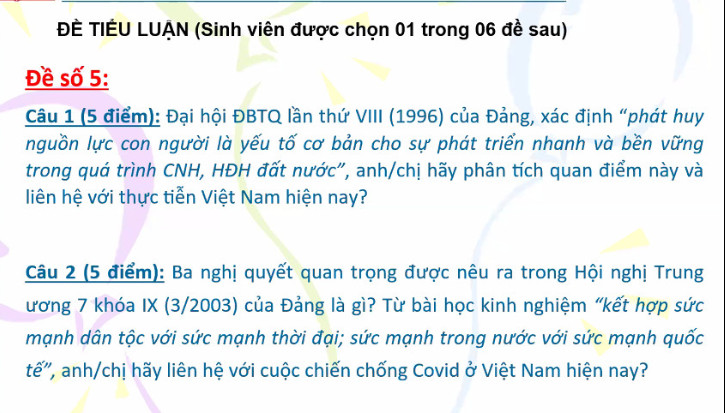 ĐỀ TIỂU LUẬN (Sinh viên được chọn 01 trong 06 đề sau)
Đề số 5:
Câu 1 (5 điểm): Đại hội ĐBTQ lần thứ VIII (1996) của Đảng, xác định “phát huy
nguồn lực con người là yếu tố cơ bản cho sự phát triển nhanh và bền vững
trong quá trình CNH, HĐH đất nước”, anh/chị hãy phân tích quan điểm này và
liên hệ với thực tiễn Việt Nam hiện nay?
Câu 2 (5 điểm): Ba nghị quyết quan trọng được nêu ra trong Hội nghị Trung
ương 7 khóa IX (3/2003) của Đảng là gì? Từ bài học kinh nghiệm “kết hợp sức
mạnh dân tộc với sức mạnh thời đại; sức mạnh trong nước với sức mạnh quốc
tế”, anh/chị hãy liên hệ với cuộc chiến chống Covid ở Việt Nam hiện nay?